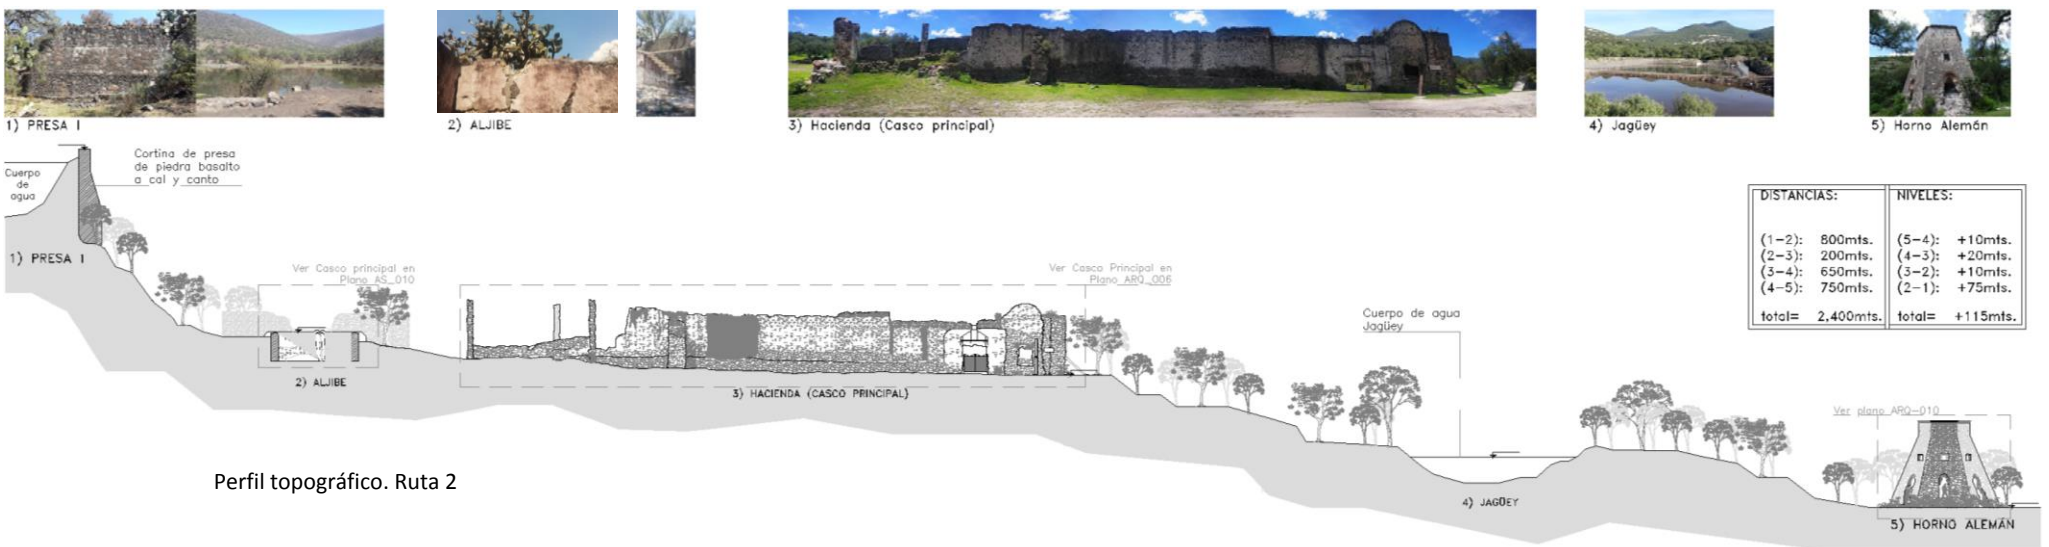 1) PRESA I
2) ALJIBE
3) Hacienda (Casco principal)
4) Jagüey
5) Horno Alemán
Cuerpo
de
agua
Cortina de presa
de piedra basalto
a cal y canto
1) PRESA I
Ver Casco principal en
Plano AS_010
2) ALJIBE
Ver Casco Principal en
Plano ARQ_006
3) HACIENDA (CASCO PRINCIPAL)
Cuerpo de agua
Jagüey
4) JAGÜEY
Ver plano ARQ-010
5) HORNO ALEMÁN
DISTANCIAS: NIVELES:
(1-2): 800mts. (5-4): +10mts.
(2-3): 200mts. (4-3): +20mts.
(3-4): 650mts. (3-2): +10mts.
(4-5): 750mts. (2-1): +75mts.
total= 2,400mts. total= +115mts.
Perfil topográfico. Ruta 2